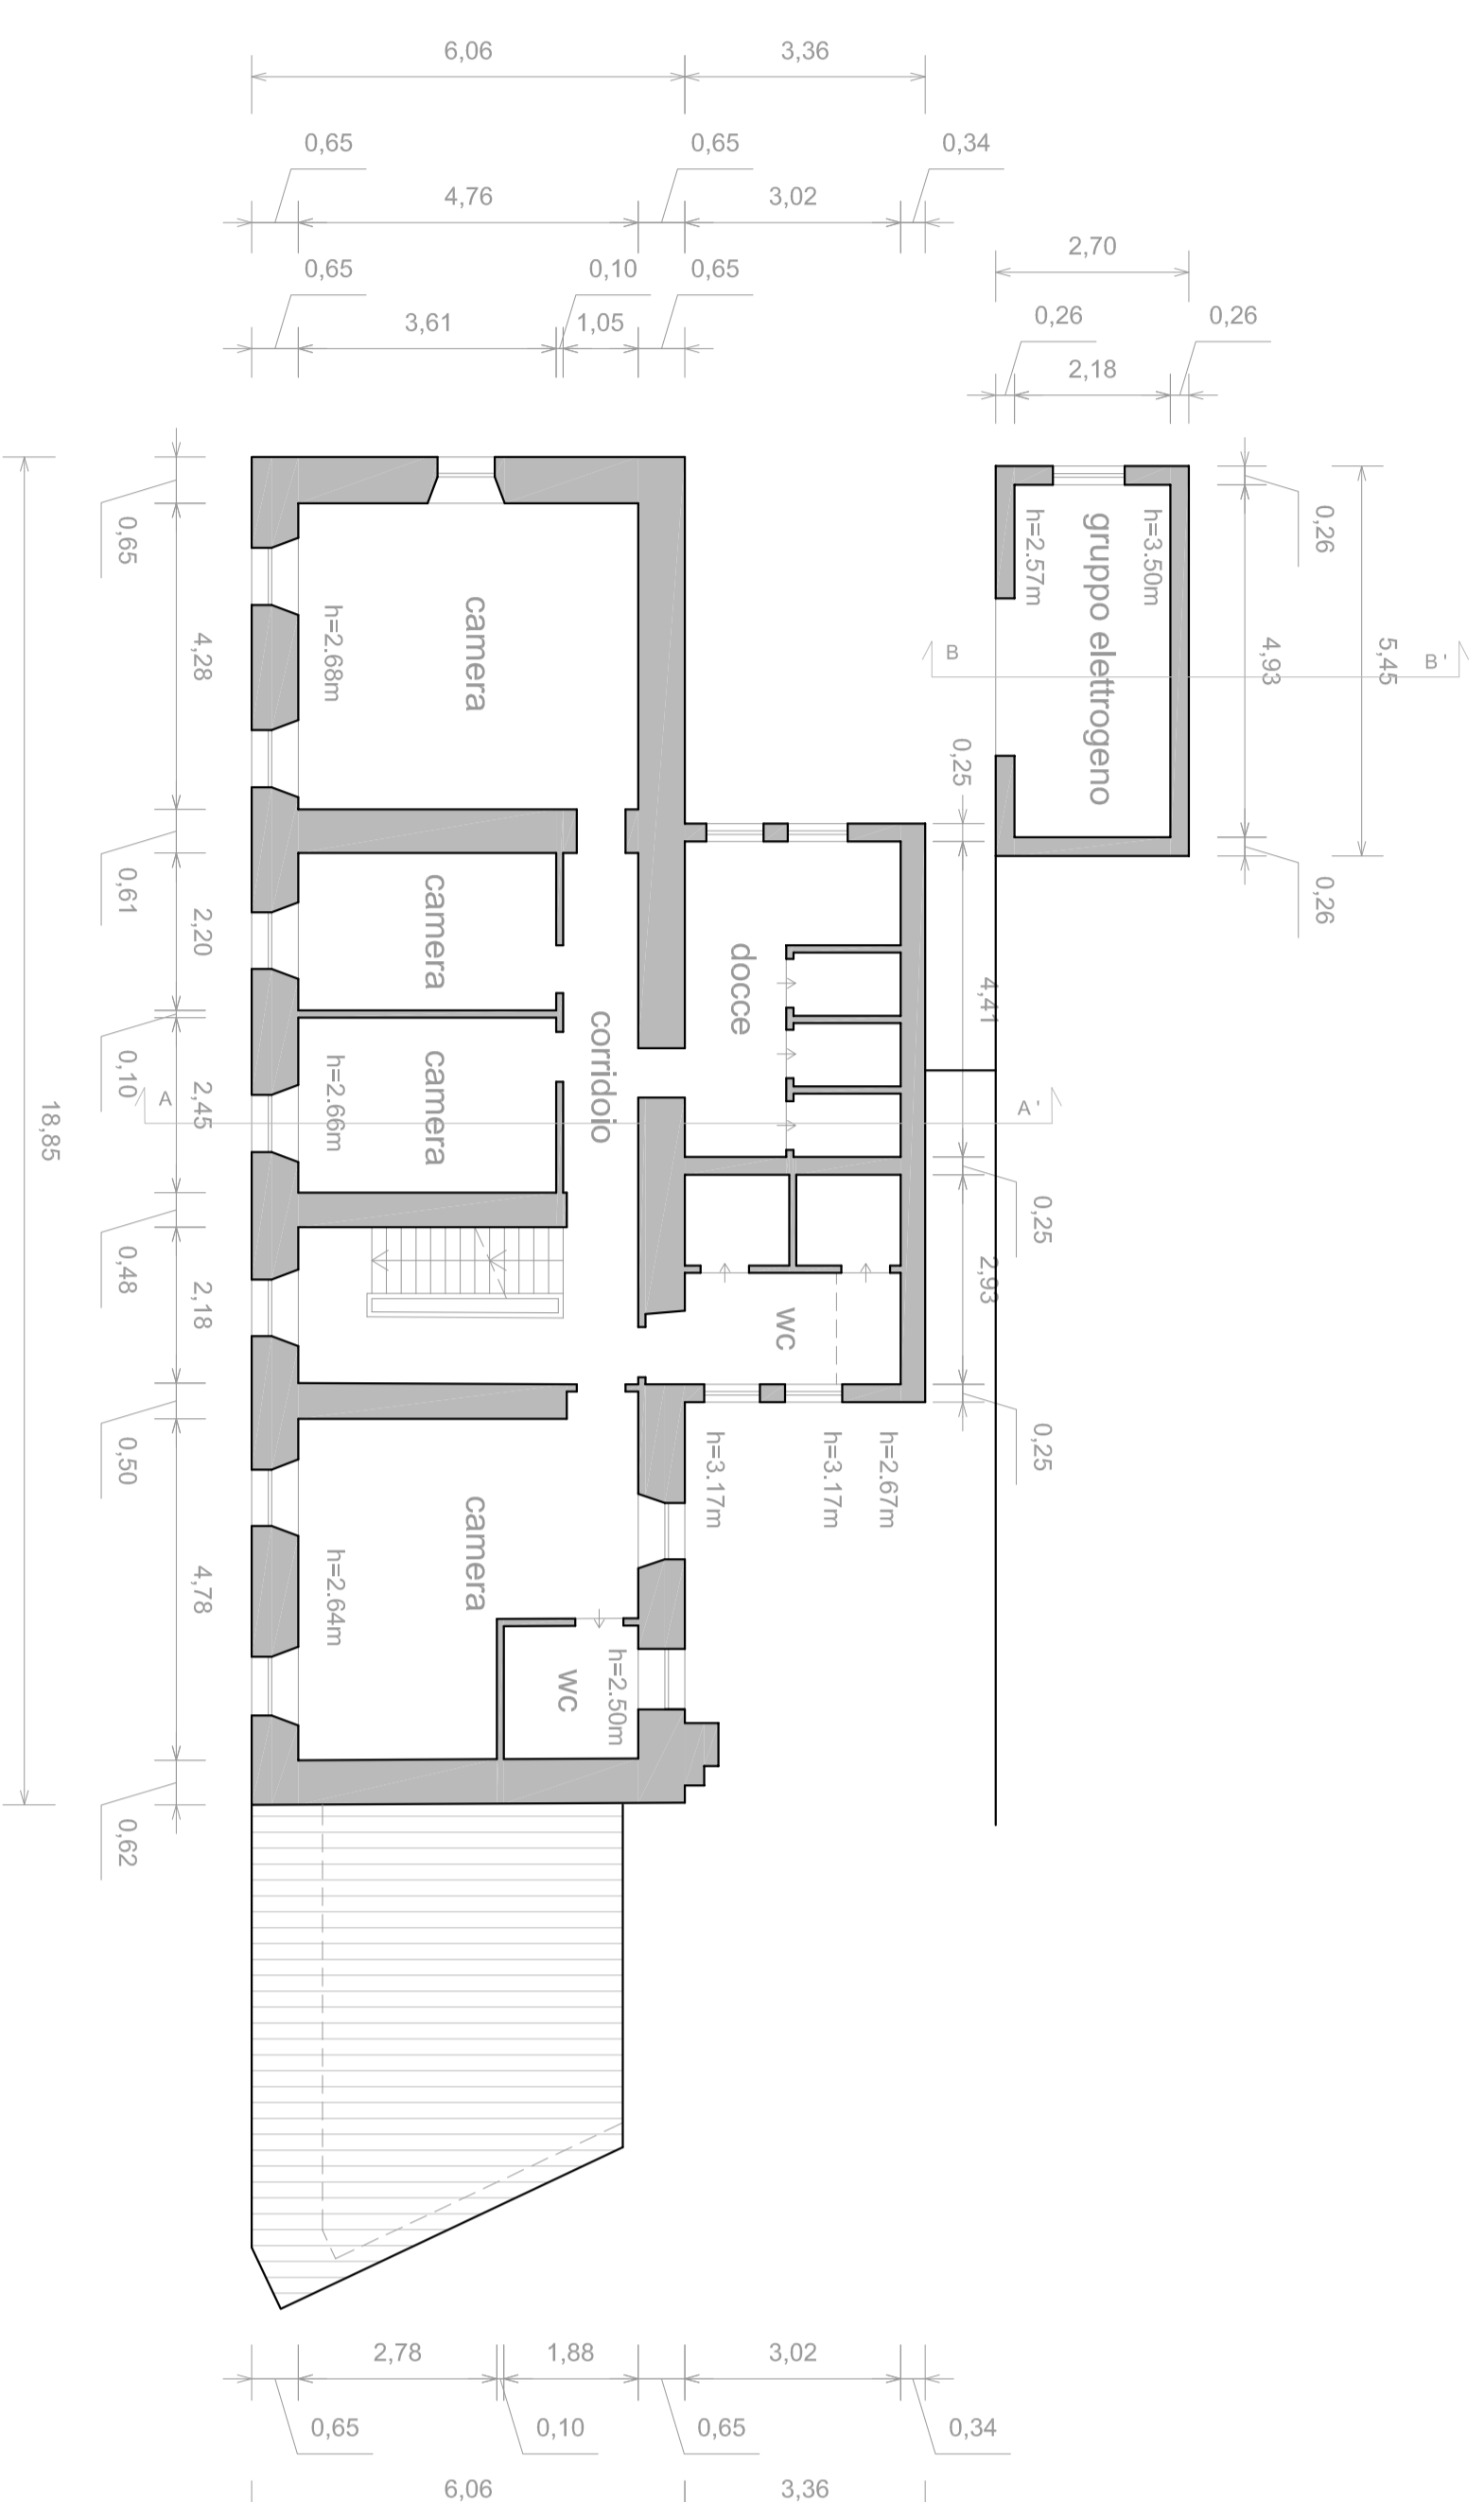 6,06
3,36
0,65
0,65
0,34
4,76
3,02
0,65
0,10
0,65
3,61
1,05
2,70
0,26
0,26
2,18
0,65
4,28
0,61
2,20
0,10
2,45
0,48
2,18
0,50
4,78
0,62
18,85
camera
h=2.68m
camera
camera
h=2.66m
corridoio
docce
wc
camera
h=2.64m
wc
h=2.50m
h=3.17m
h=3.17m
h=2.67m
gruppo elettrogeno
h=2.57m
h=3.50m
0,26
4,93
5,45
0,26
B
B'
A
A'
0,25
4,41
0,25
2,93
0,25
2,78
1,88
3,02
0,65
0,10
0,65
0,34
6,06
3,36